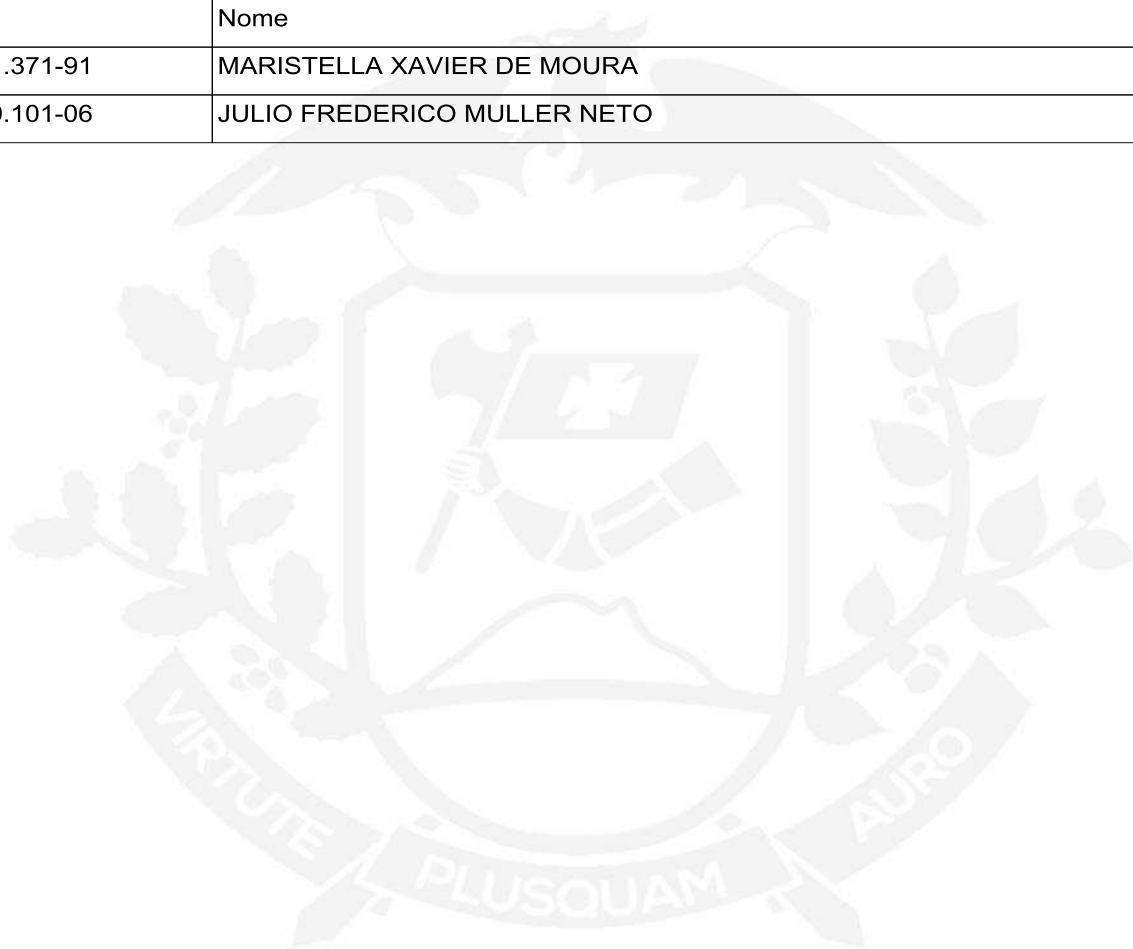 Nome
.371-91 MARISTELLA XAVIER DE MOURA
.101-06 JULIO FREDERICO MULLER NETO
VIRTUTE PLUSQUAM AURO